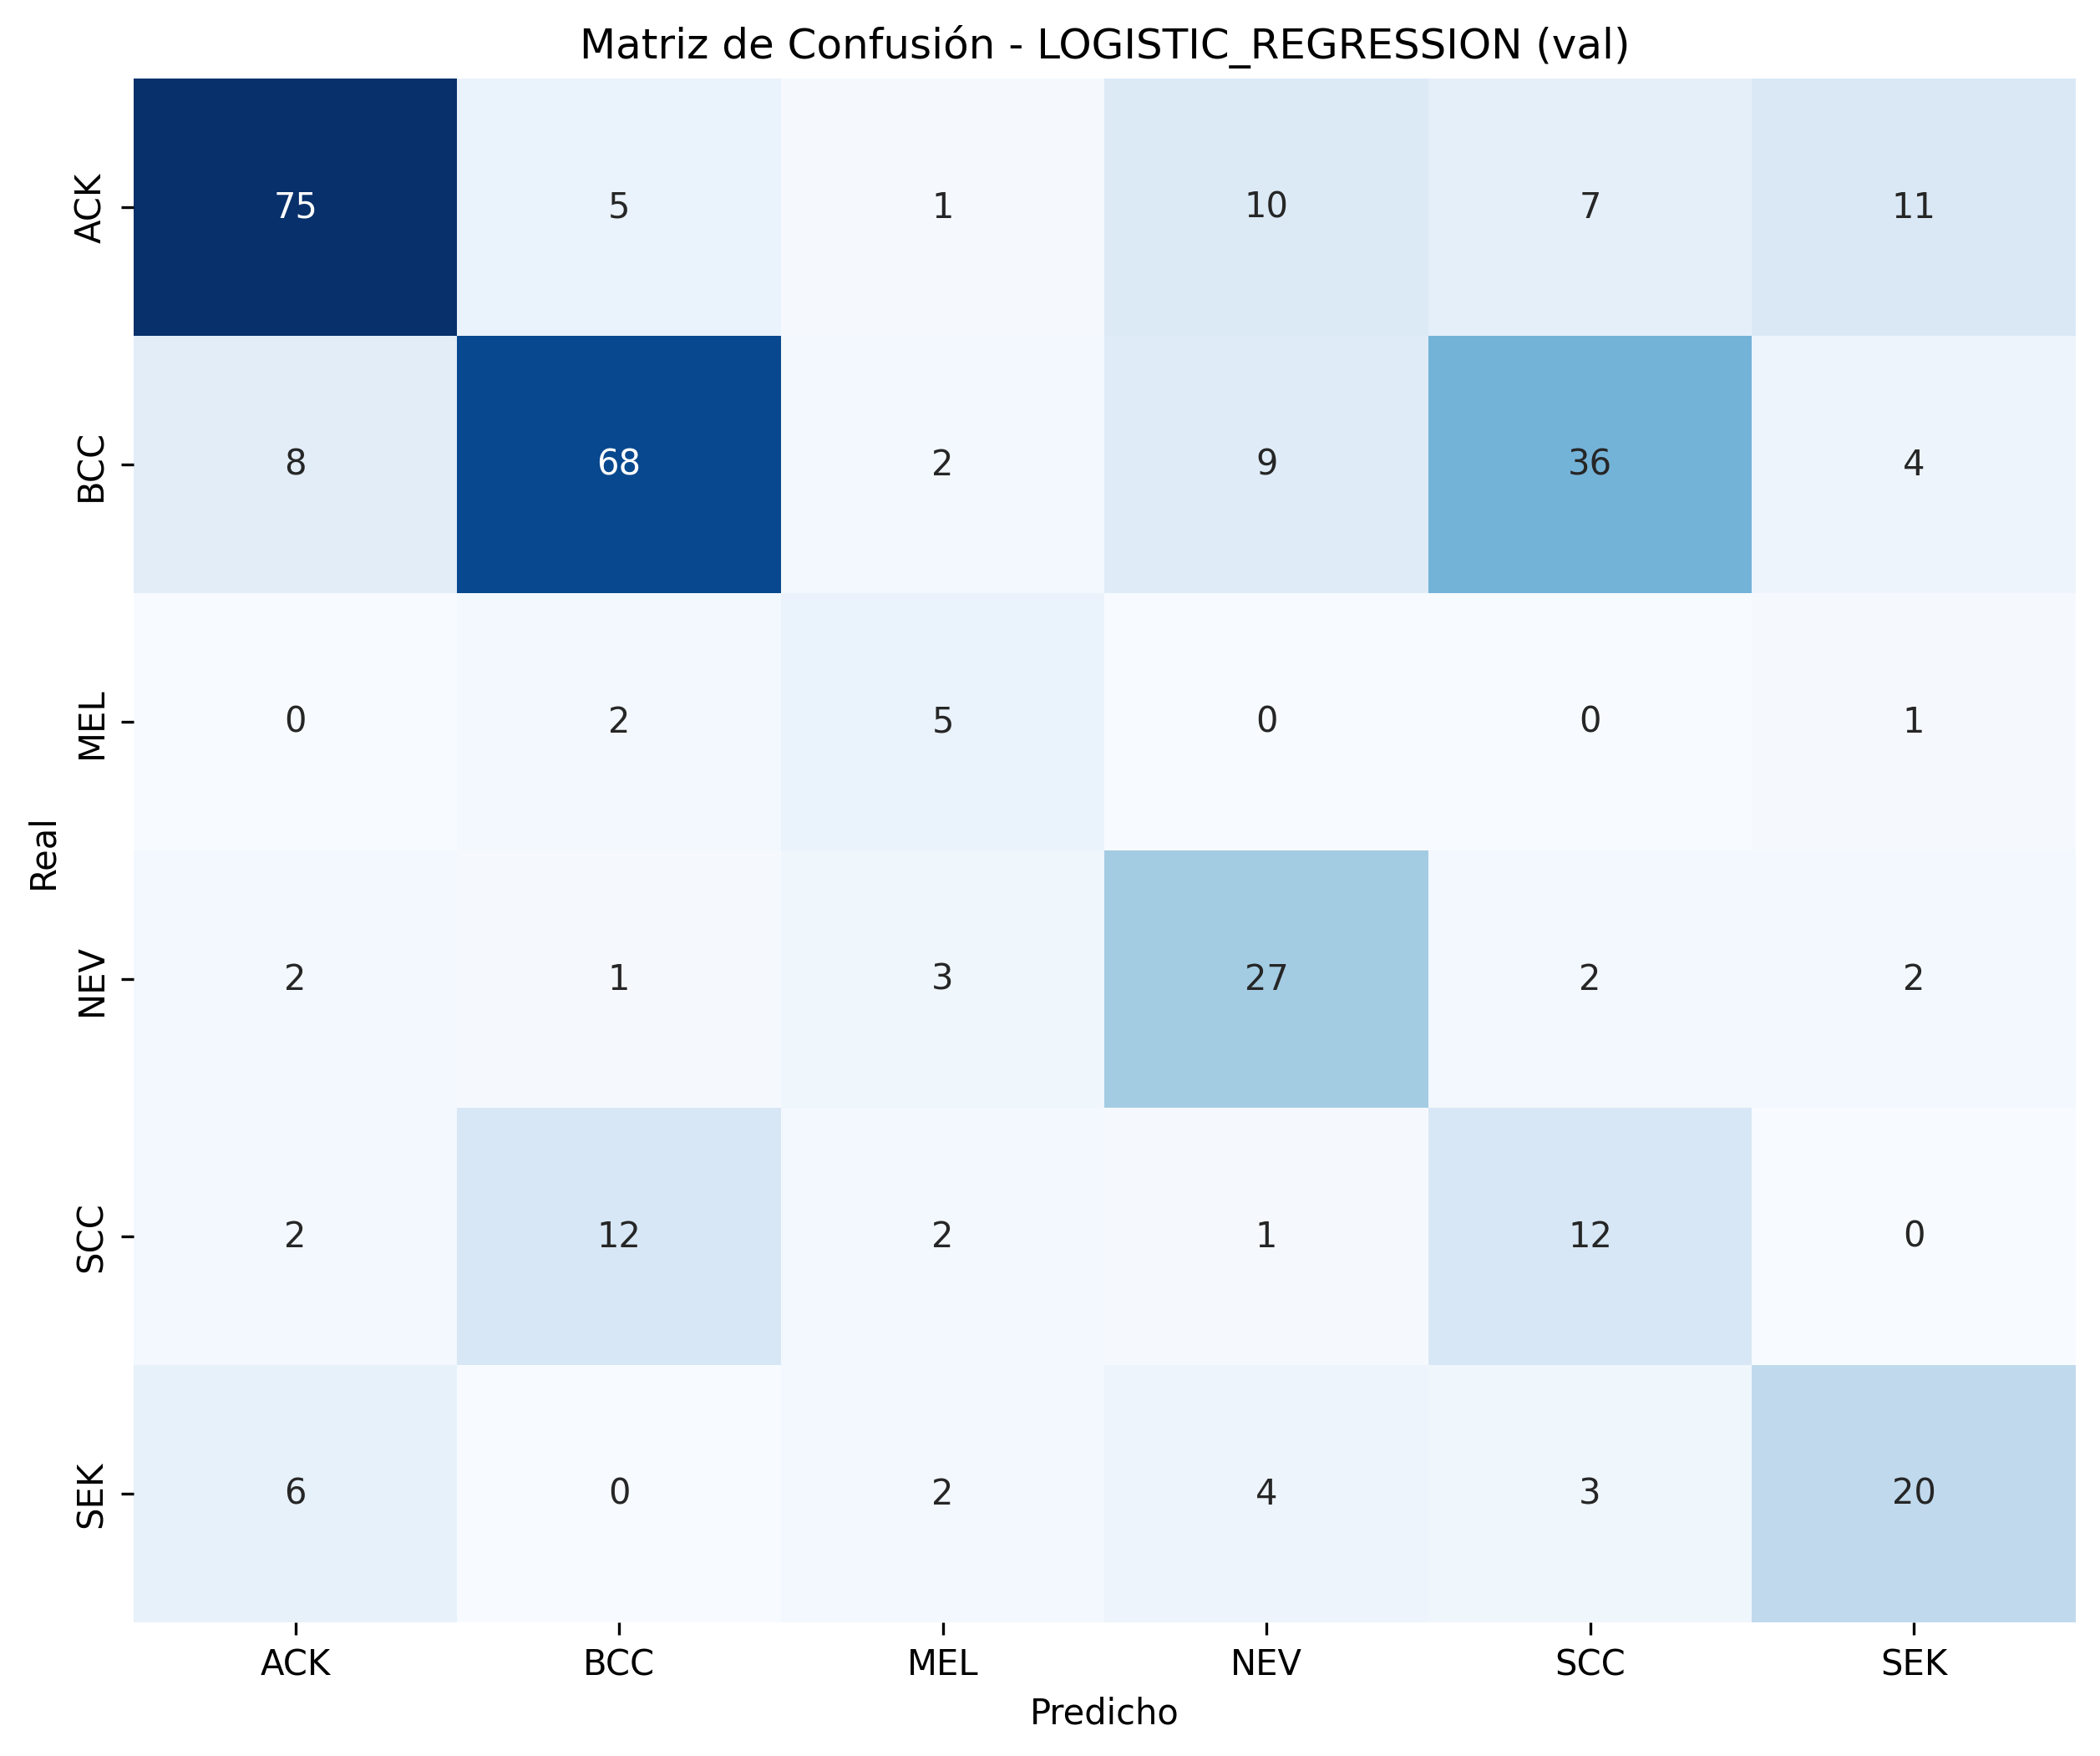 Matriz de Confusión - LOGISTIC_REGRESSION (val)
ACK 75 5 1 10 7 11
BCC 8 68 2 9 36 4
MEL 0 2 5 0 0 1
Real
NEV 2 1 3 27 2 2
SCC 2 12 2 1 12 0
SEK 6 0 2 4 3 20
ACK BCC MEL NEV SCC SEK
Predicho